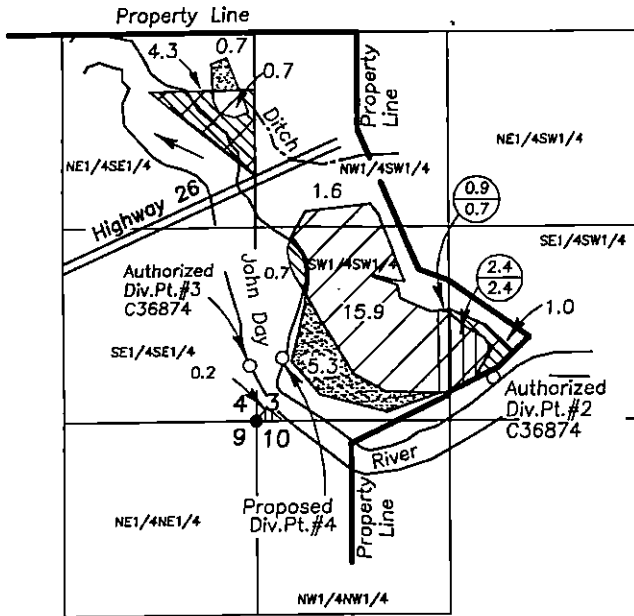 Property Line
4.3
0.7
0.7
Ditch
Property
Line
NE1/4SE1/4
NW1/4SW1/4
NE1/4SW1/4
Highway 26
1.6
0.9
0.7
SE1/4SW1/4
2.4
2.4
Authorized
Div.Pt.#3
C36874
0.7
SW1/4SW1/4
John Day
15.9
1.0
SE1/4SE1/4
5.3
0.2
4 3
9 10
Authorized
Div.Pt.#2
C36874
River
Proposed
Div.Pt.#4
Property
Line
NE1/4NE1/4
NW1/4NW1/4